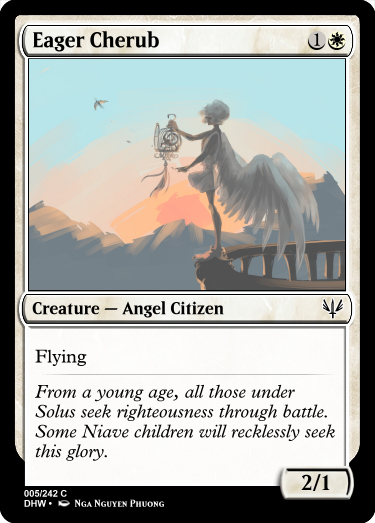 Eager Cherub 1
Creature — Angel Citizen
Flying
From a young age, all those under
Solus seek righteousness through battle.
Some Niave children will recklessly seek
this glory.
2/1
005/242 C
DHW • Nga Nguyen Phuong